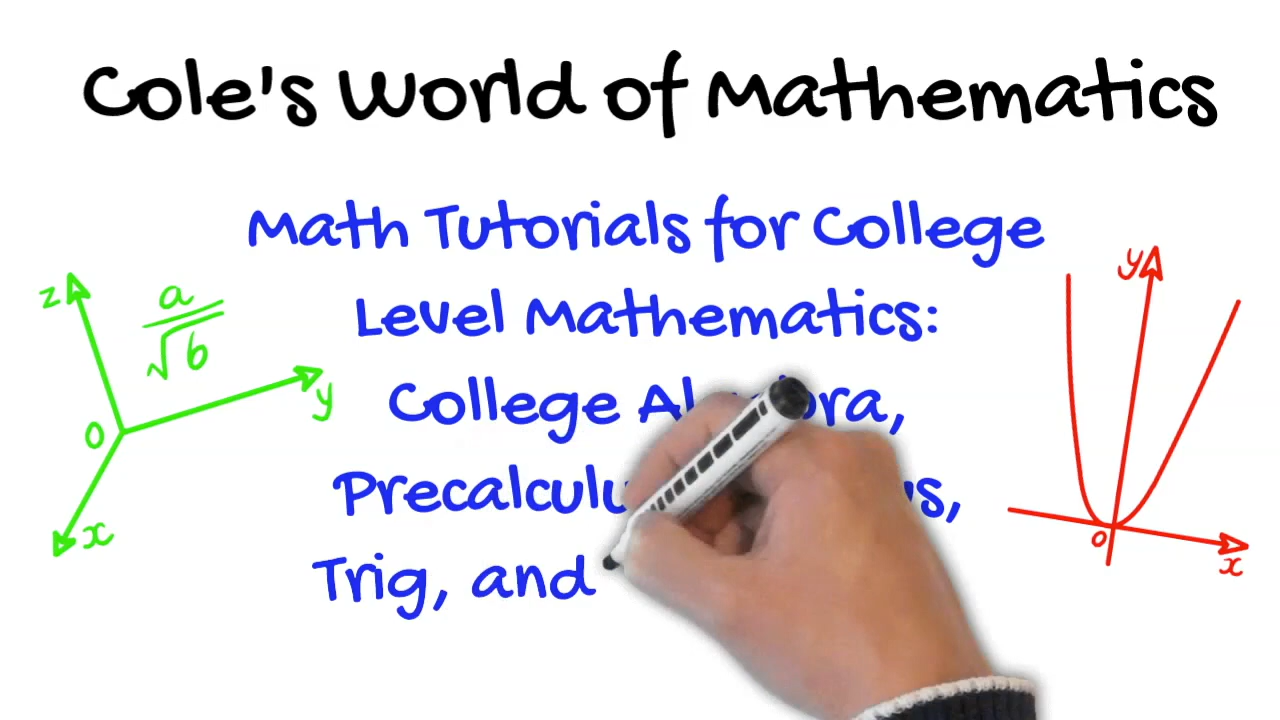 Cole's World of Mathematics
Math Tutorials for College
Level Mathematics:
College
Trig, and
z
a
√6
y
0
x
y
0
x